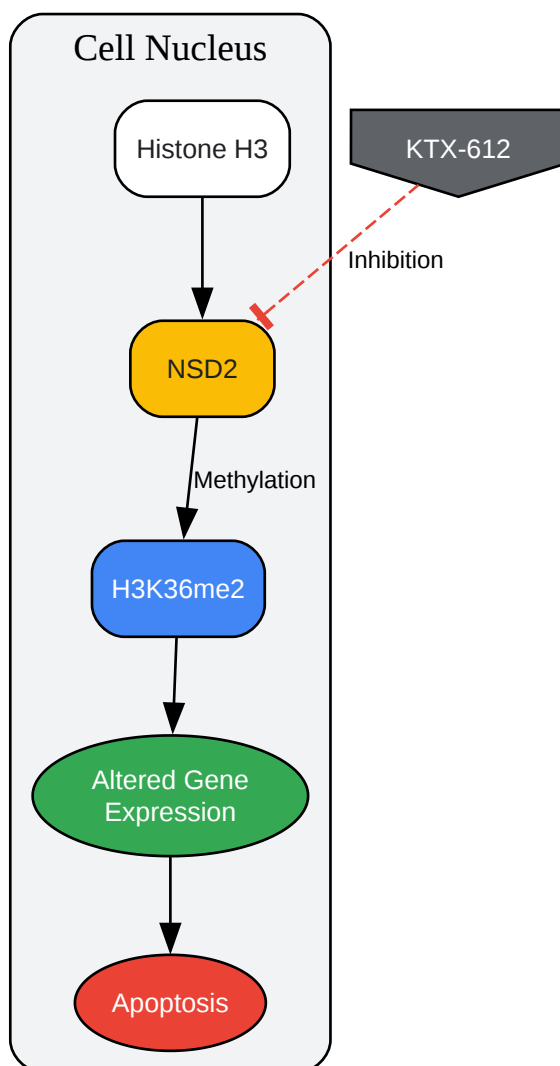 Cell Nucleus
Histone H3
KTX-612
Inhibition
NSD2
Methylation
H3K36me2
Altered Gene
Expression
Apoptosis